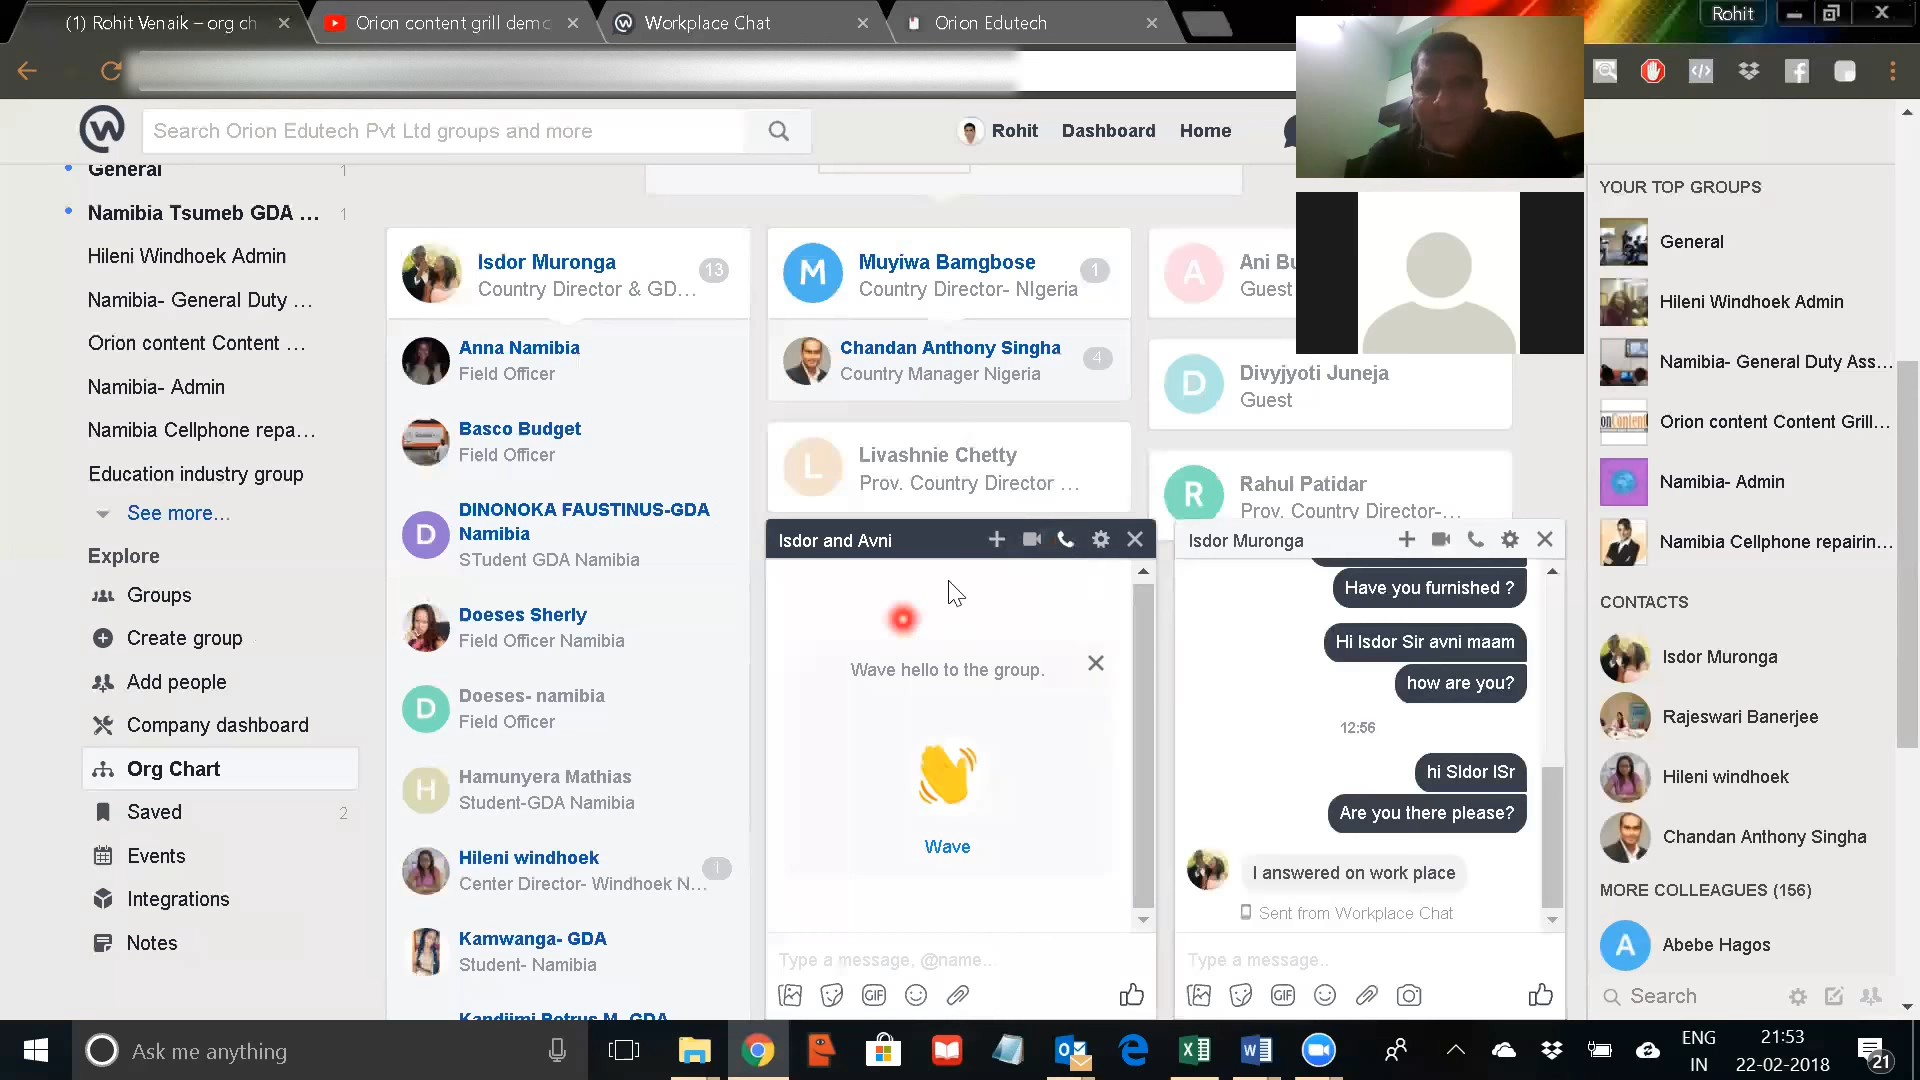 (1) Rohit Venaik – org ch
Orion content grill demo
Workplace Chat
Orion Edutech
Rohit
Search Orion Edutech Pvt Ltd groups and more
Rohit
Dashboard
Home
General
1
Namibia Tsumeb GDA ...
1
Hileni Windhoek Admin
Namibia- General Duty ...
Orion content Content ...
Namibia- Admin
Namibia Cellphone repa...
Education industry group
See more...
Explore
Groups
Create group
Add people
Company dashboard
Org Chart
Saved
2
Events
Integrations
Notes
Isdor Muronga
Country Director & GD...
13
Anna Namibia
Field Officer
Basco Budget
Field Officer
D
DINONOKA FAUSTINUS-GDA
Namibia
STudent GDA Namibia
Doeses Sherly
Field Officer Namibia
D
Doeses- namibia
Field Officer
H
Hamunyera Mathias
Student-GDA Namibia
Hileni windhoek
Center Director- Windhoek N...
1
Kamwanga- GDA
Student- Namibia
Kandjimi Petrus M. GDA
M
Muyiwa Bamgbose
Country Director- NIgeria
1
Chandan Anthony Singha
Country Manager Nigeria
4
L
Livashnie Chetty
Prov. Country Director ...
A
Ani Bu
Guest
D
Divyjyoti Juneja
Guest
R
Rahul Patidar
Prov. Country Director-...
Isdor and Avni
Wave hello to the group.
Wave
Type a message, @name...
GIF
Isdor Muronga
Have you furnished ?
Hi Isdor Sir avni maam
how are you?
12:56
hi SIdor ISr
Are you there please?
I answered on work place
Sent from Workplace Chat
Type a message..
GIF
YOUR TOP GROUPS
General
Hileni Windhoek Admin
Namibia- General Duty Ass...
Orion content Content Grill...
Namibia- Admin
Namibia Cellphone repairin...
CONTACTS
Isdor Muronga
Rajeswari Banerjee
Hileni windhoek
Chandan Anthony Singha
MORE COLLEAGUES (156)
A
Abebe Hagos
Search
Ask me anything
ENG
IN
21:53
22-02-2018
21